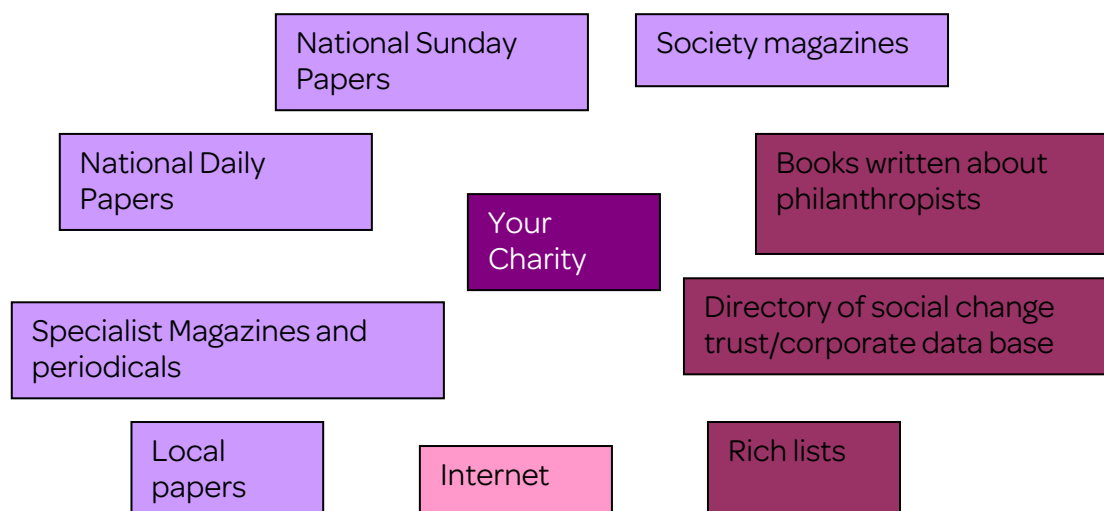 National Sunday
Papers
Society magazines
National Daily
Papers
Books written about
philanthropists
Your
Charity
Directory of social change
trust/corporate data base
Specialist Magazines and
periodicals
Local
papers
Internet
Rich lists